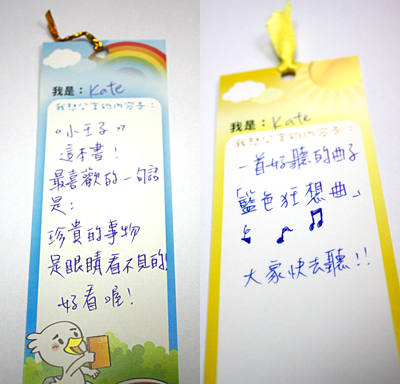 我是：Kate
我想分享的內容是：
“小王子”
這本書！
最喜歡的一句話
是：
珍貴的事物
是眼睛看不見的！
好看喔！
我是：Kate
我想分享的內容是：
一首好聽的曲子
「藍色狂想曲」
大家快去聽！！